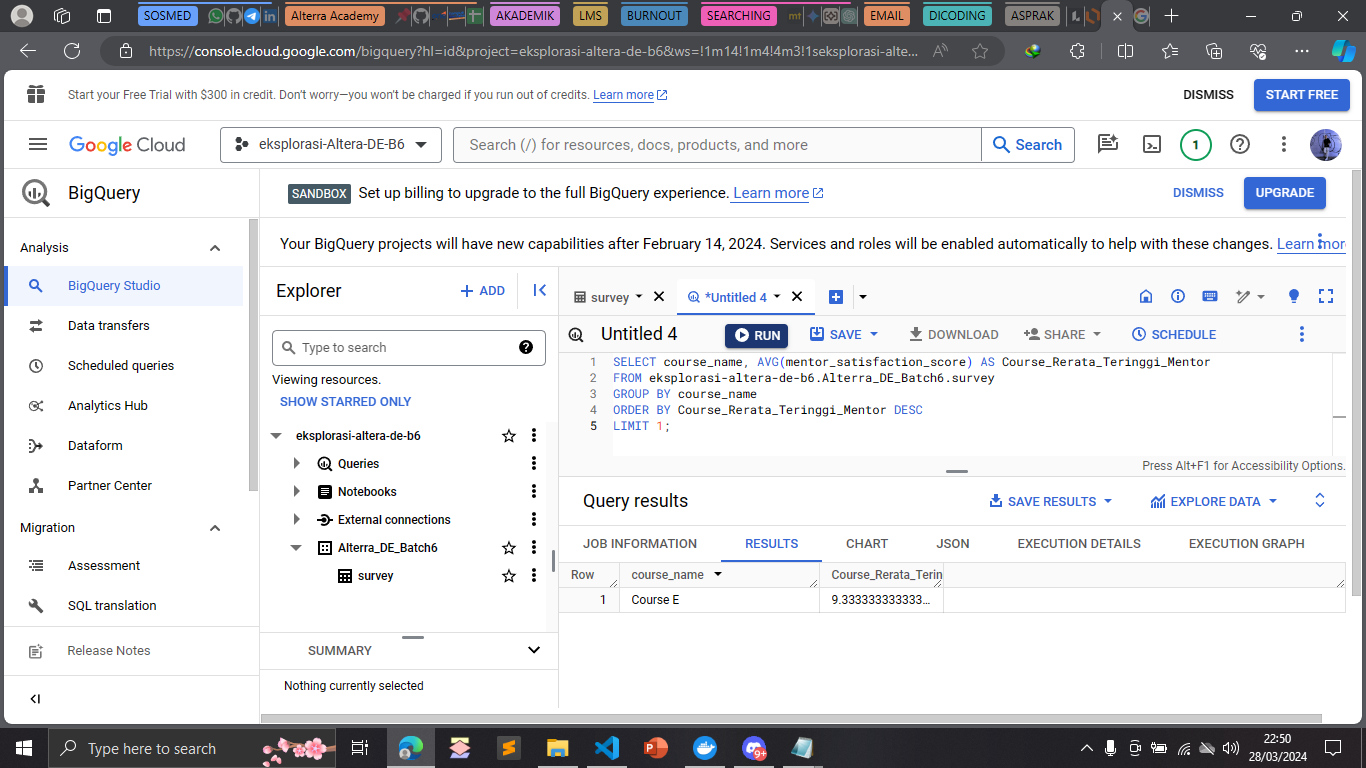 SOSMED
Alterra Academy
AKADEMIK
LMS
BURNOUT
SEARCHING
mt
EMAIL
DICODING
ASPRAK
https://console.cloud.google.com/bigquery?hl=id&project=eksplorasi-altera-de-b6&ws=!1m14!1m4!4m3!1seksplorasi-alte...
Start your Free Trial with $300 in credit. Don't worry—you won't be charged if you run out of credits. Learn more
DISMISS
START FREE
Google Cloud
eksplorasi-Altera-DE-B6
Search (/) for resources, docs, products, and more
Search
1
BigQuery
SANDBOX Set up billing to upgrade to the full BigQuery experience. Learn more
DISMISS
UPGRADE
Your BigQuery projects will have new capabilities after February 14, 2024. Services and roles will be enabled automatically to help with these changes. Learn more
Analysis
BigQuery Studio
Data transfers
Scheduled queries
Analytics Hub
Dataform
Partner Center
Migration
Assessment
SQL translation
Release Notes
Explorer
ADD
Type to search
Viewing resources.
SHOW STARRED ONLY
eksplorasi-altera-de-b6
Queries
Notebooks
External connections
Alterra_DE_Batch6
survey
SUMMARY
Nothing currently selected
survey
*Untitled 4
Untitled 4
RUN
SAVE
DOWNLOAD
SHARE
SCHEDULE
1 SELECT course_name, AVG(mentor_satisfaction_score) AS Course_Rerata_Teringgi_Mentor
2 FROM eksplorasi-altera-de-b6.Alterra_DE_Batch6.survey
3 GROUP BY course_name
4 ORDER BY Course_Rerata_Teringgi_Mentor DESC
5 LIMIT 1;
Press Alt+F1 for Accessibility Options.
Query results
SAVE RESULTS
EXPLORE DATA
JOB INFORMATION
RESULTS
CHART
JSON
EXECUTION DETAILS
EXECUTION GRAPH
Row course_name Course_Rerata_Terin
1 Course E 9.333333333333...
Type here to search
9+
22:50
28/03/2024